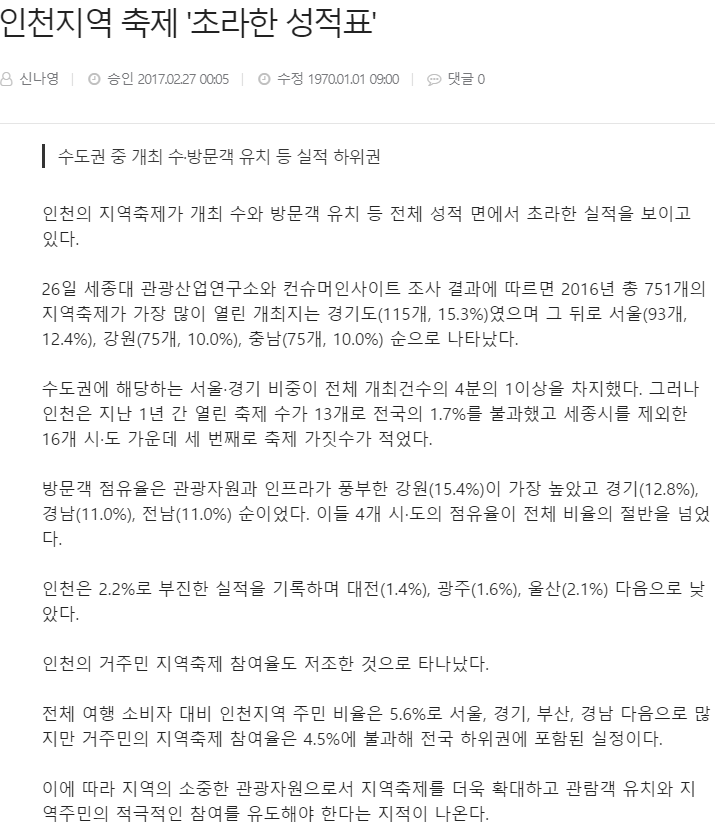 인천지역 축제 '초라한 성적표'
신나영 승인 2017.02.27 00:05 수정 1970.01.01 09:00 댓글 0
수도권 중 개최 수·방문객 유치 등 실적 하위권
인천의 지역축제가 개최 수와 방문객 유치 등 전체 성적 면에서 초라한 실적을 보이고
있다.
26일 세종대 관광산업연구소와 컨슈머인사이트 조사 결과에 따르면 2016년 총 751개의
지역축제가 가장 많이 열린 개최지는 경기도(115개, 15.3%)였으며 그 뒤로 서울(93개,
12.4%), 강원(75개, 10.0%), 충남(75개, 10.0%) 순으로 나타났다.
수도권에 해당하는 서울·경기 비중이 전체 개최건수의 4분의 1이상을 차지했다. 그러나
인천은 지난 1년 간 열린 축제 수가 13개로 전국의 1.7%를 불과했고 세종시를 제외한
16개 시·도 가운데 세 번째로 축제 가짓수가 적었다.
방문객 점유율은 관광자원과 인프라가 풍부한 강원(15.4%)이 가장 높았고 경기(12.8%),
경남(11.0%), 전남(11.0%) 순이었다. 이들 4개 시·도의 점유율이 전체 비율의 절반을 넘었
다.
인천은 2.2%로 부진한 실적을 기록하며 대전(1.4%), 광주(1.6%), 울산(2.1%) 다음으로 낮
았다.
인천의 거주민 지역축제 참여율도 저조한 것으로 타나났다.
전체 여행 소비자 대비 인천지역 주민 비율은 5.6%로 서울, 경기, 부산, 경남 다음으로 많
지만 거주민의 지역축제 참여율은 4.5%에 불과해 전국 하위권에 포함된 실정이다.
이에 따라 지역의 소중한 관광자원으로서 지역축제를 더욱 확대하고 관람객 유치와 지
역주민의 적극적인 참여를 유도해야 한다는 지적이 나온다.